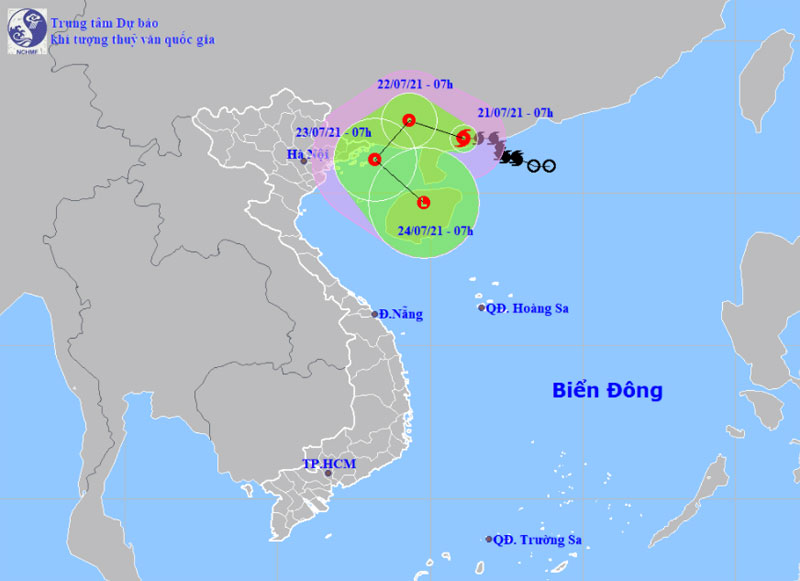 Trung tâm Dự báo
khí tượng thuỷ văn quốc gia
NCHMF
22/07/21 - 07h
21/07/21 - 07h
23/07/21 - 07h
Hà Nội
L
24/07/21 - 07h
Đ.Nẵng
QĐ. Hoàng Sa
Biển Đông
TP.HCM
QĐ. Trường Sa